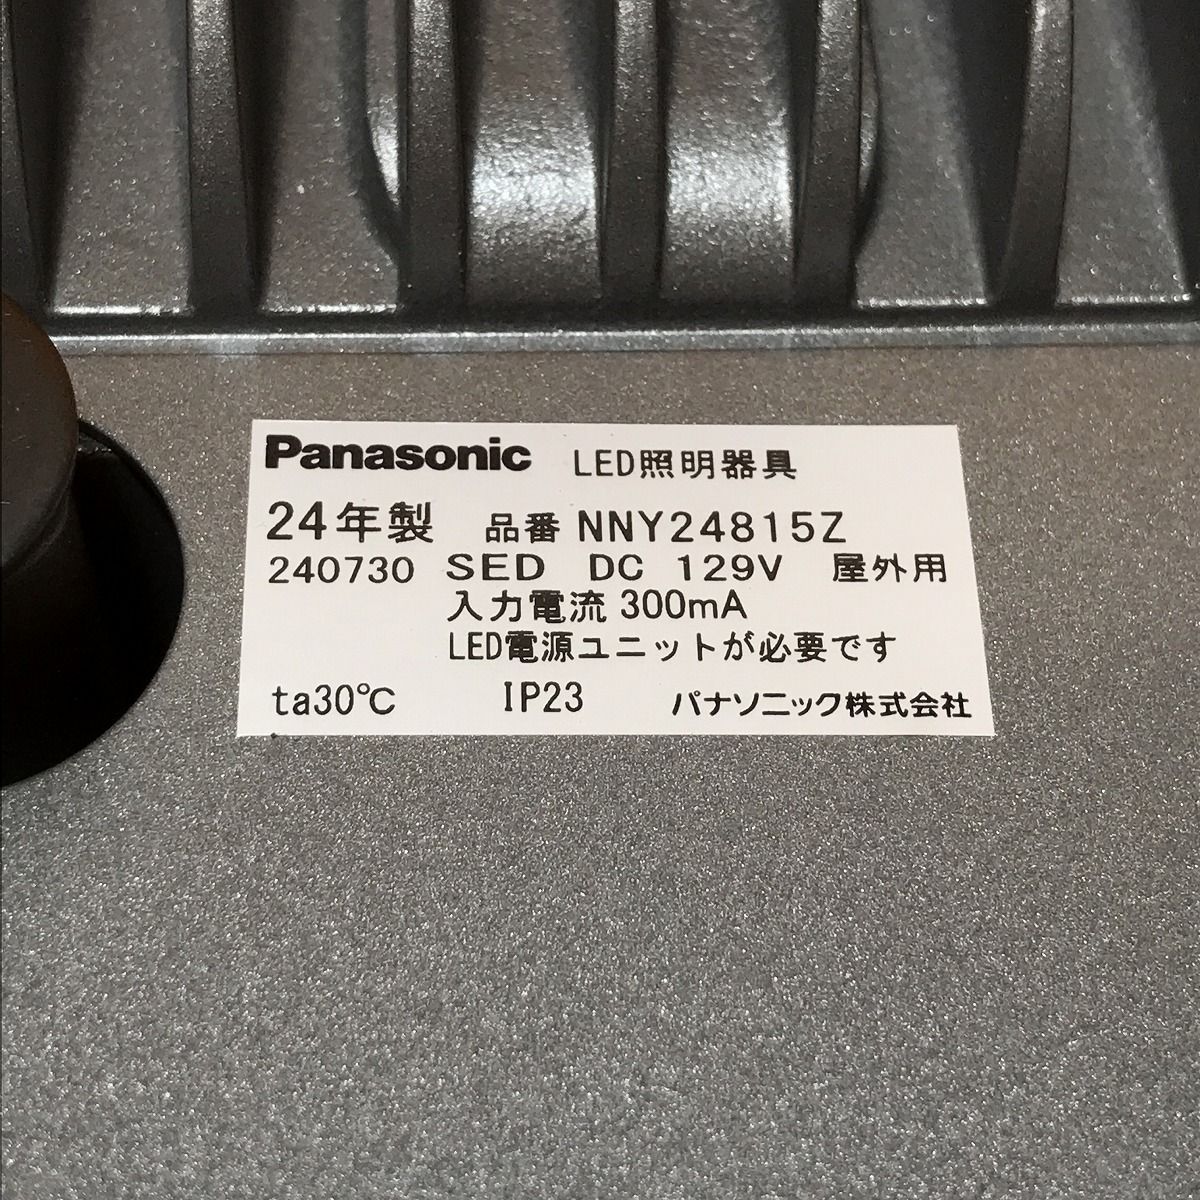 Panasonic LED照明器具
24年製 品番 NNY24815Z
240730 SED DC 129V 屋外用
入力電流 300mA
LED電源ユニットが必要です
ta30℃ IP23 パナソニック株式会社